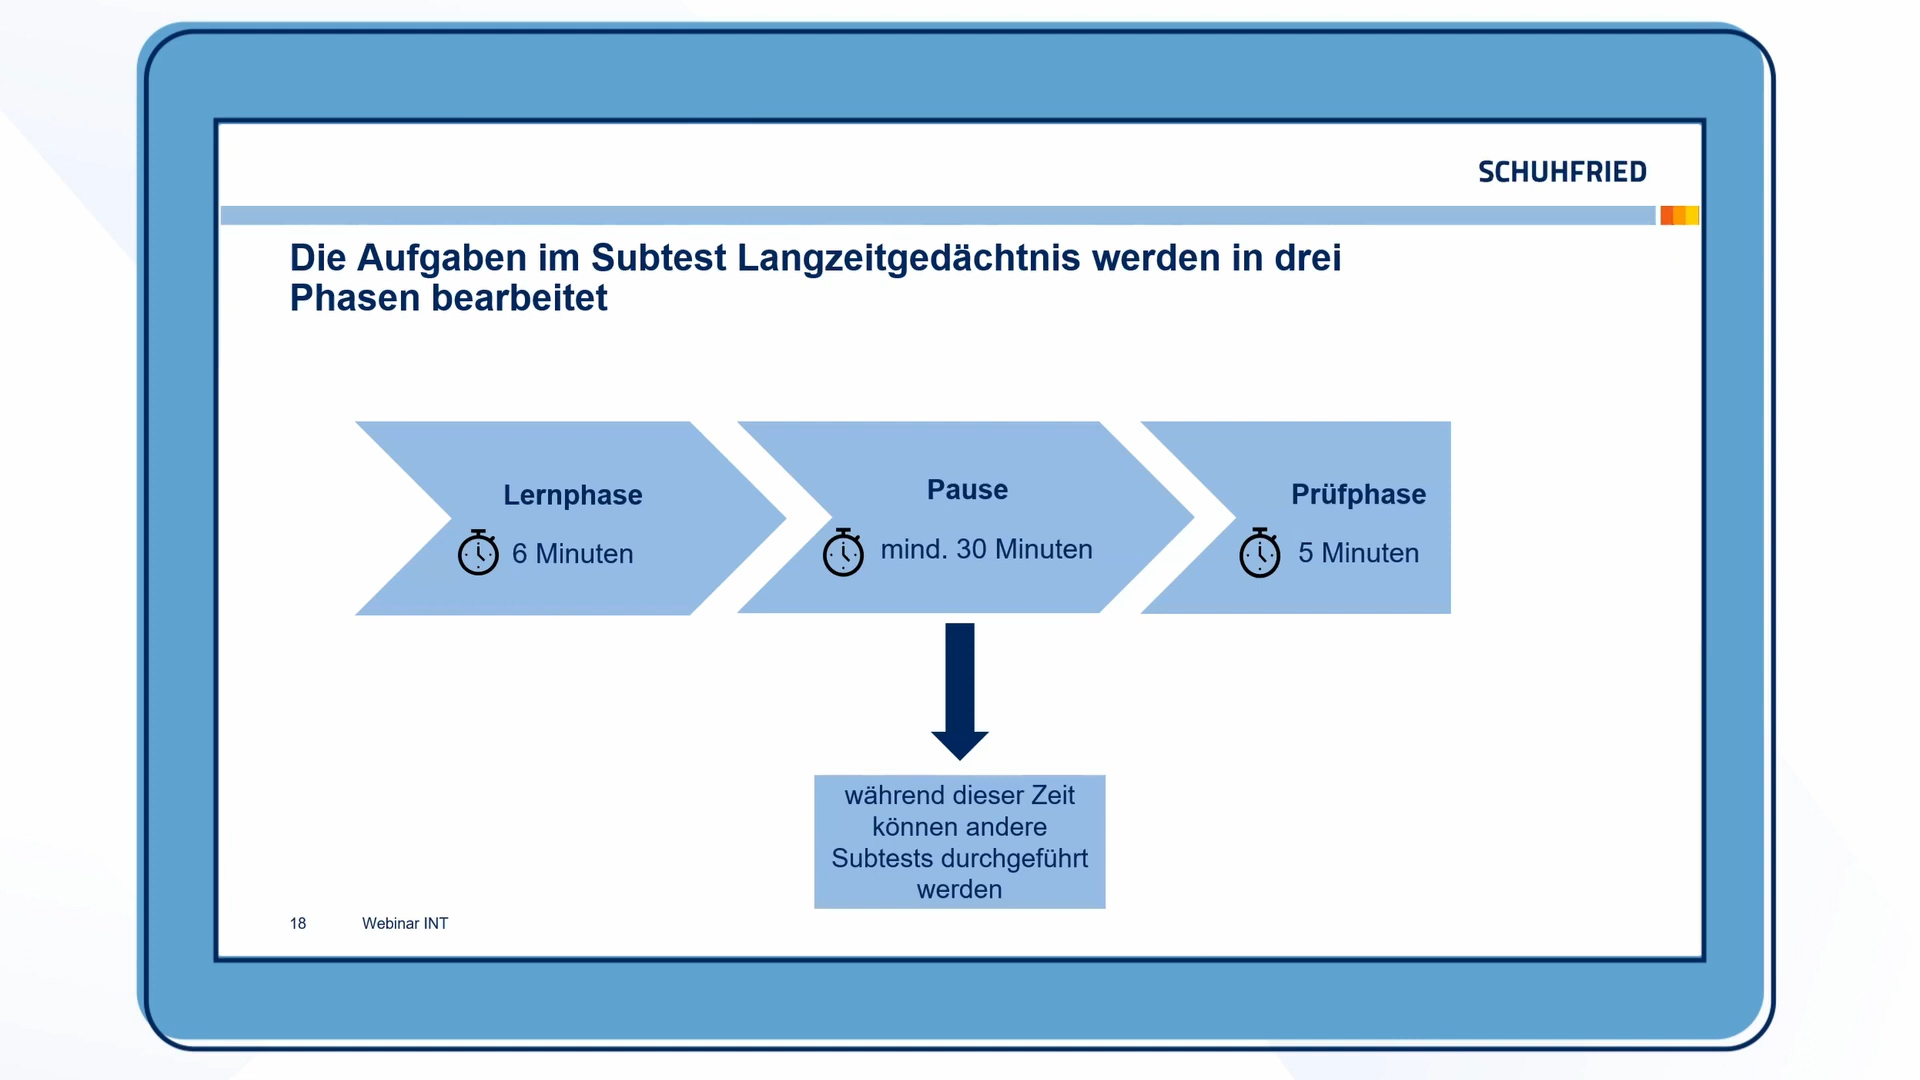 SCHUHFRIED
Die Aufgaben im Subtest Langzeitgedächtnis werden in drei
Phasen bearbeitet
Lernphase
6 Minuten
Pause
mind. 30 Minuten
Prüfphase
5 Minuten
während dieser Zeit
können andere
Subtests durchgeführt
werden
18 Webinar INT